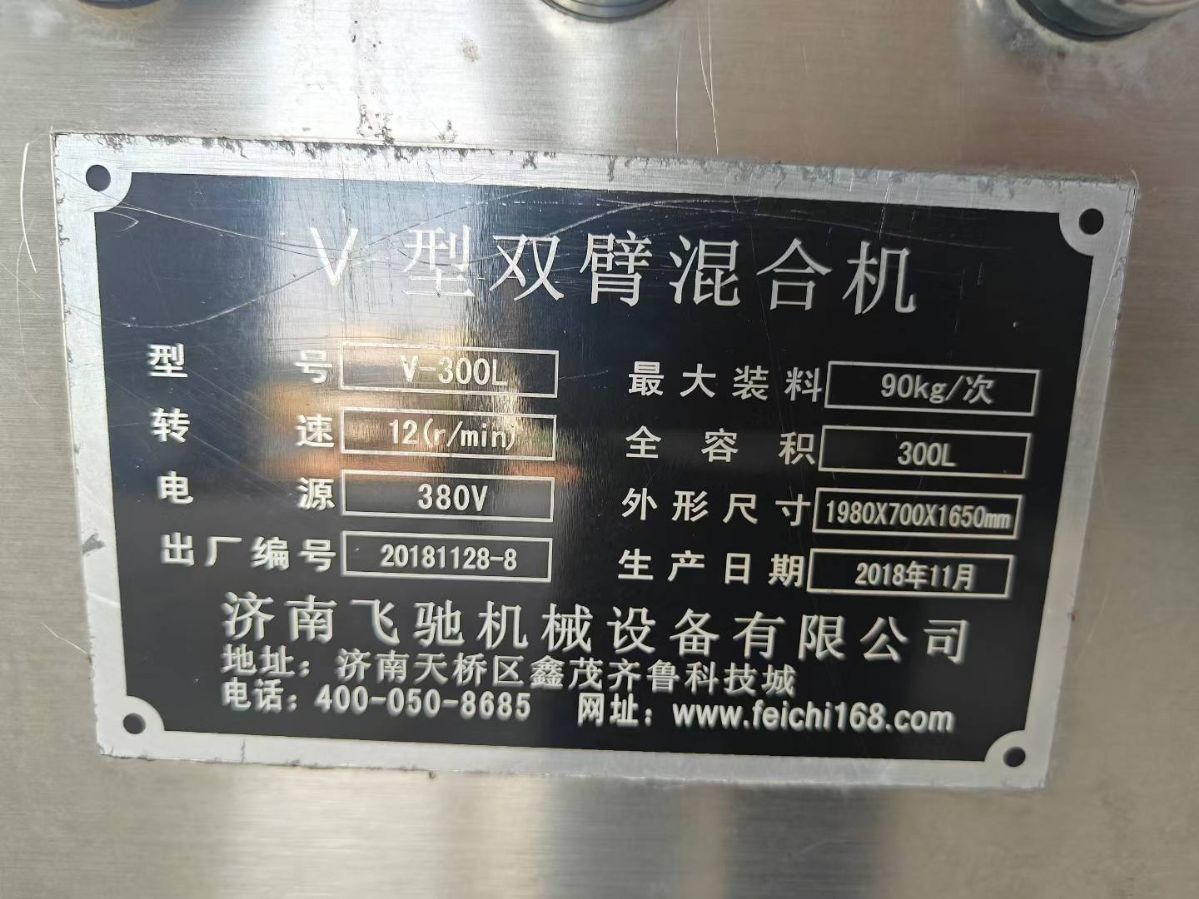 V 型双臂混合机
型号 V-300L 最大装料 90kg/次
转速 12(r/min) 全容积 300L
电源 380V 外形尺寸 1980X700X1650mm
出厂编号 20181128-8 生产日期 2018年11月
济南飞驰机械设备有限公司
地址：济南天桥区鑫茂齐鲁科技城
电话：400-050-8685 网址：www.feichi168.com